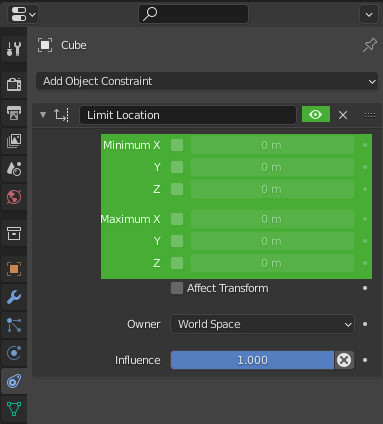 Cube
Add Object Constraint
Limit Location
Minimum X 0 m
Y 0 m
Z 0 m
Maximum X 0 m
Y 0 m
Z 0 m
Affect Transform
Owner World Space
Influence 1.000